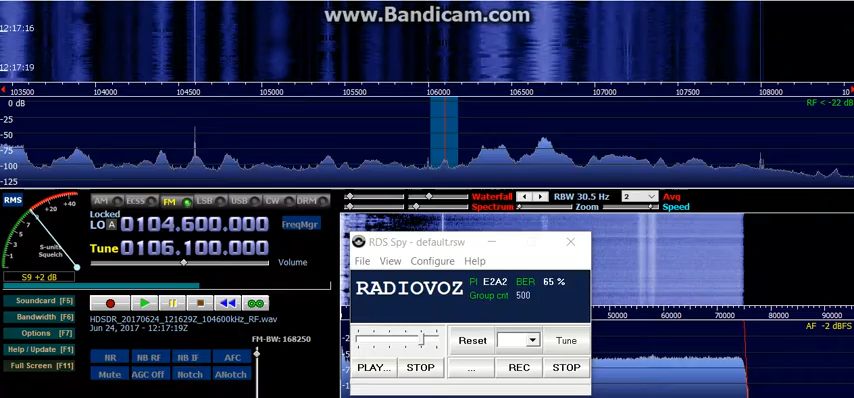 www.Bandicam.com
12:17:16
12:17:19
103500 104000 104500 105000 105500 106000 106500 107000 107500 108000 10
0 dB
RF < -22 dB
-25
-50
-75
-100
-125
RMS
+20 +40
9
7
5
3
1
S-units
Squelch
S9 +2 dB
AM ECSS FM LSB USB CW DRM
Locked
LO A 0104.600.000
FreqMgr
Tune 0106.100.000
Volume
Waterfall
Spectrum
RBW 30.5 Hz
Zoom
2
Avg
Speed
Soundcard [F5]
Bandwidth [F6]
Options [F7]
Help / Update [F1]
Full Screen [F11]
HDSDR_20170624_121629Z_104600kHz_RF.wav
Jun 24, 2017 - 12:17:19Z
FM-BW: 168250
NR NB RF NB IF AFC
Mute AGC Off Notch ANotch
RDS Spy - default.rsw
File View Configure Help
RADIOVOZ
PI E2A2 BER 65 %
Group cnt 500
Reset
Tune
PLAY... STOP ... REC STOP
50000 60000 70000 80000 90000
AF -2 dBFS